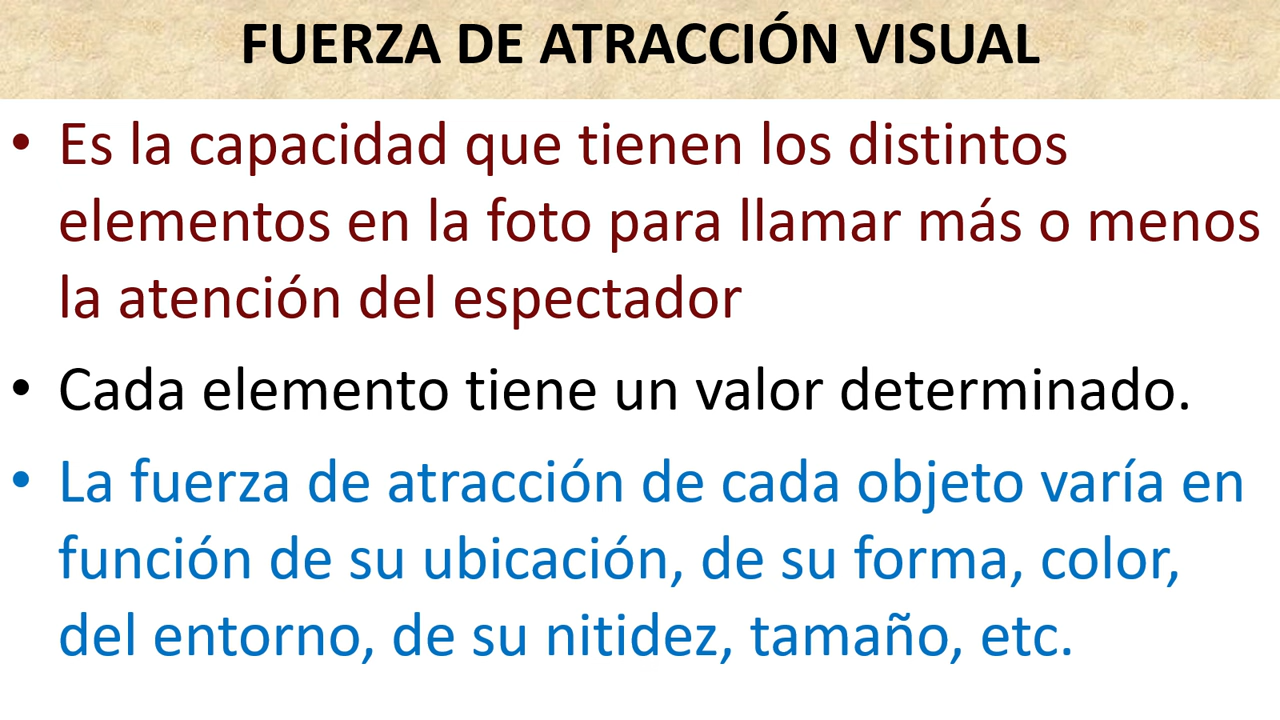 FUERZA DE ATRACCIÓN VISUAL
• Es la capacidad que tienen los distintos
elementos en la foto para llamar más o menos
la atención del espectador
• Cada elemento tiene un valor determinado.
• La fuerza de atracción de cada objeto varía en
función de su ubicación, de su forma, color,
del entorno, de su nitidez, tamaño, etc.